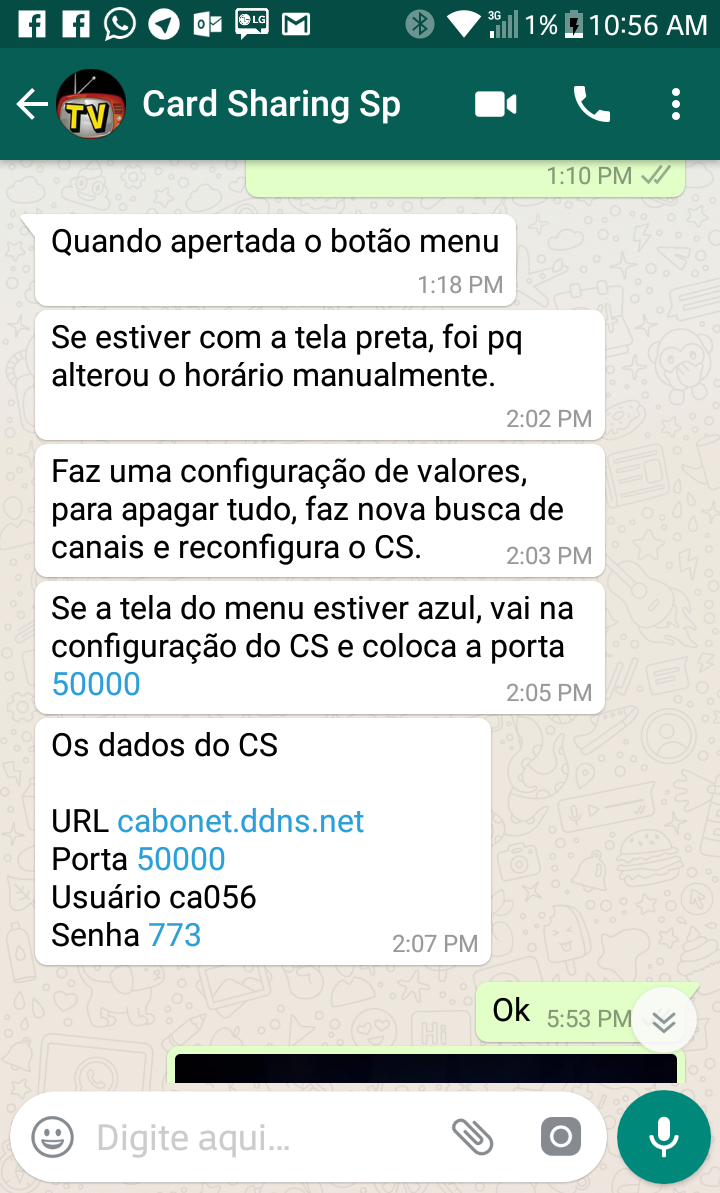 3G 1% 10:56 AM
LG
TV
Card Sharing Sp
1:10 PM
Quando apertada o botão menu
1:18 PM
Se estiver com a tela preta, foi pq
alterou o horário manualmente.
2:02 PM
Faz uma configuração de valores,
para apagar tudo, faz nova busca de
canais e reconfigura o CS.
2:03 PM
Se a tela do menu estiver azul, vai na
configuração do CS e coloca a porta
50000
2:05 PM
Os dados do CS
URL cabonet.ddns.net
Porta 50000
Usuário ca056
Senha 773
2:07 PM
Ok 5:53 PM
Digite aqui...